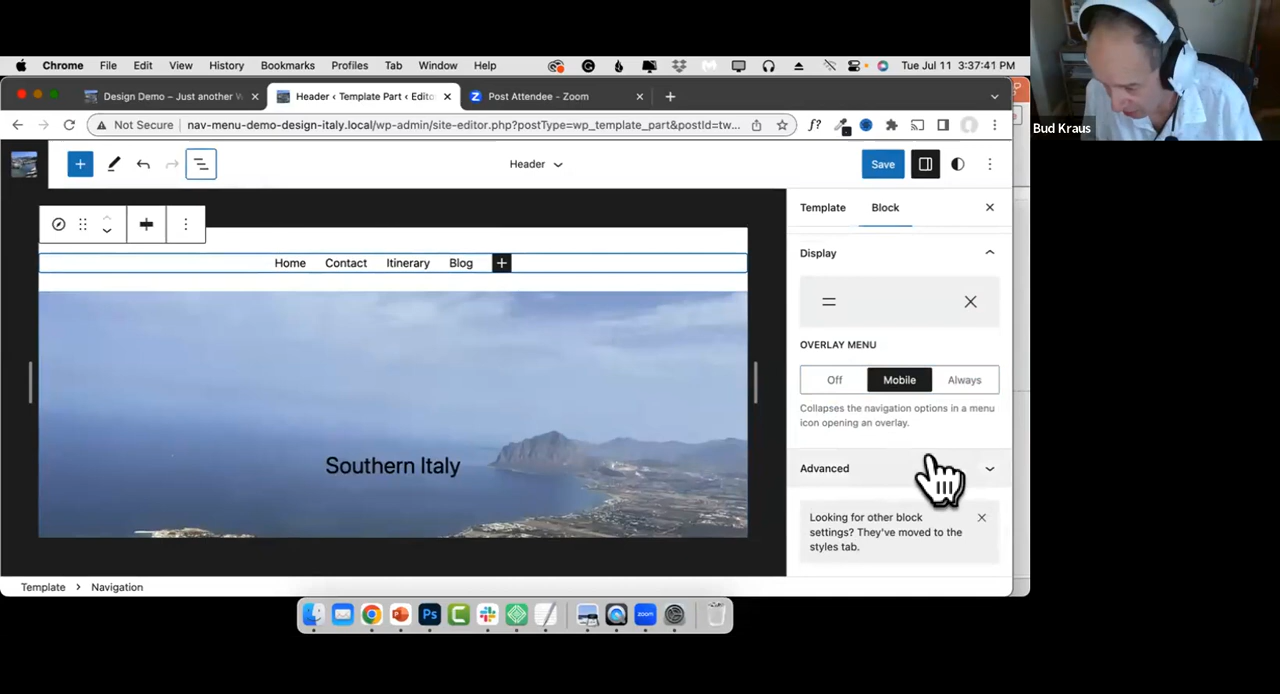 Chrome File Edit View History Bookmarks Profiles Tab Window Help Tue Jul 11 3:37:41 PM
Design Demo – Just another W Header ‹ Template Part ‹ Edito Post Attendee - Zoom
Not Secure nav-menu-demo-design-italy.local/wp-admin/site-editor.php?postType=wp_template_part&postId=tw... f?
Bud Kraus
Header Save
Template Block
Display
Home Contact Itinerary Blog
OVERLAY MENU
Off Mobile Always
Collapses the navigation options in a menu
icon opening an overlay.
Southern Italy
Advanced
Looking for other block
settings? They've moved to the
styles tab.
Template > Navigation
Ps
zoom